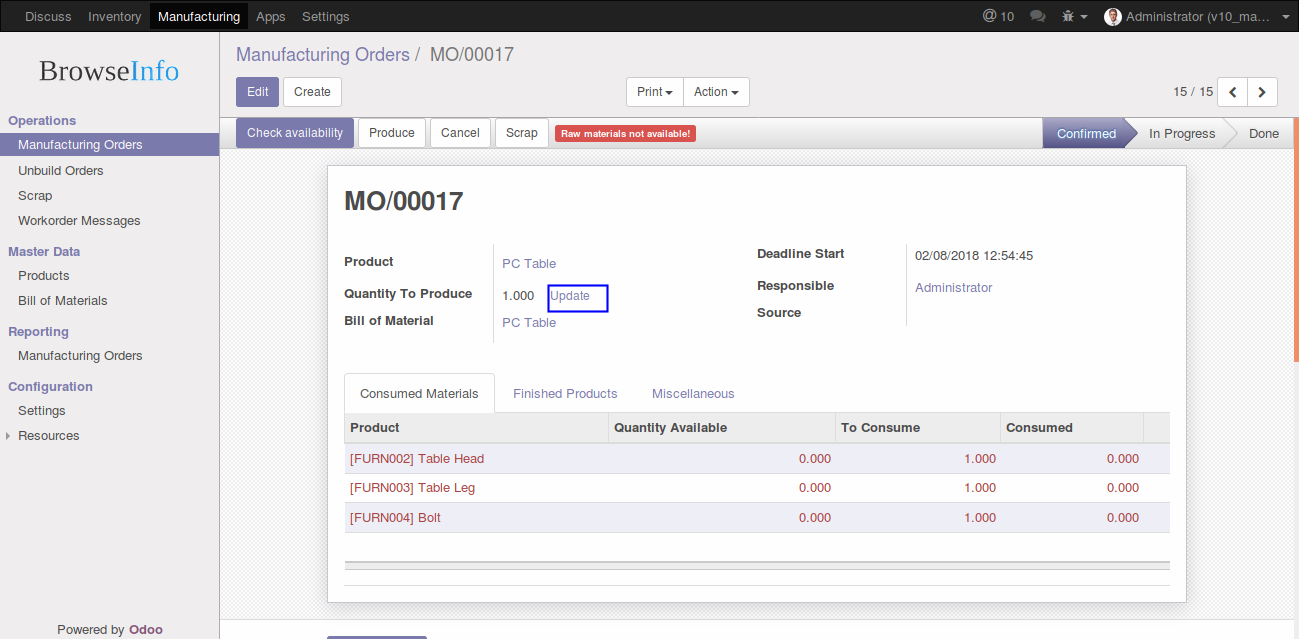 Discuss Inventory Manufacturing Apps Settings
@ 10 Administrator (v10_ma...
BrowseInfo
Operations
Manufacturing Orders
Unbuild Orders
Scrap
Workorder Messages
Master Data
Products
Bill of Materials
Reporting
Manufacturing Orders
Configuration
Settings
Resources
Powered by Odoo
Manufacturing Orders / MO/00017
Edit Create Print Action 15 / 15
Check availability Produce Cancel Scrap Raw materials not available! Confirmed In Progress Done
MO/00017
Product PC Table
Quantity To Produce 1.000 Update
Bill of Material PC Table
Deadline Start 02/08/2018 12:54:45
Responsible Administrator
Source
Consumed Materials Finished Products Miscellaneous
Product Quantity Available To Consume Consumed
[FURN002] Table Head 0.000 1.000 0.000
[FURN003] Table Leg 0.000 1.000 0.000
[FURN004] Bolt 0.000 1.000 0.000